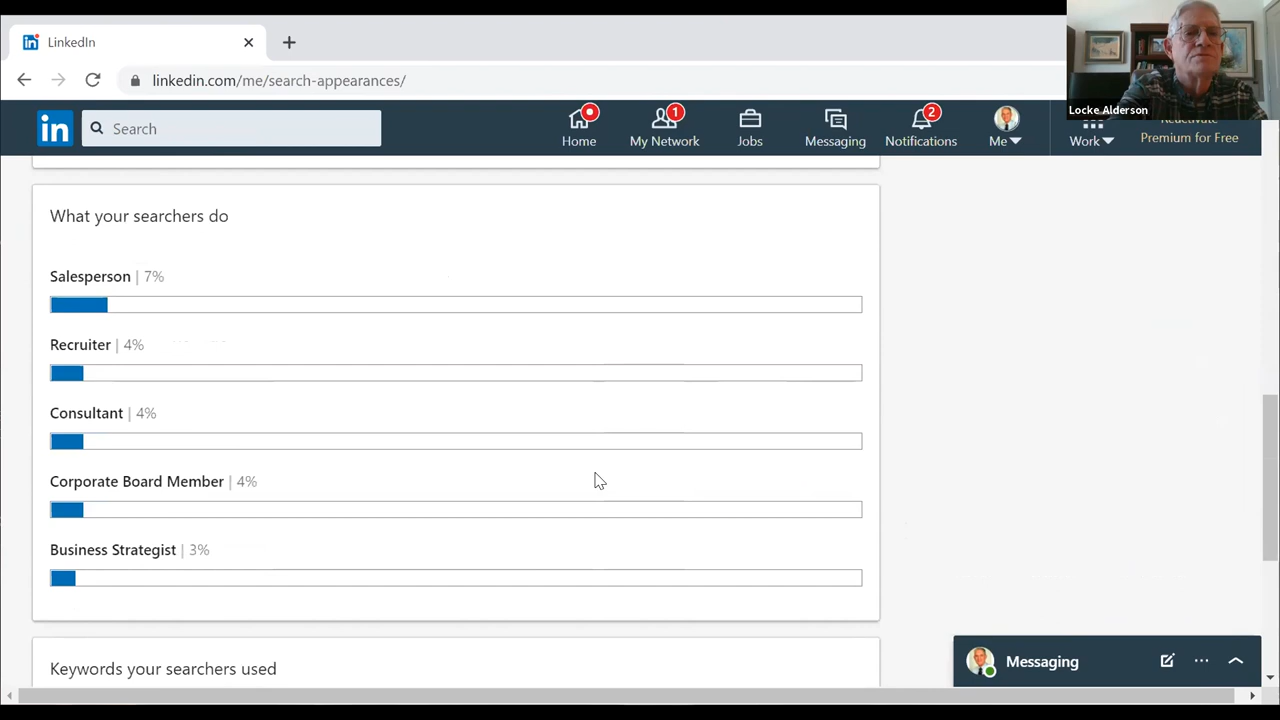 LinkedIn
linkedin.com/me/search-appearances/
Locke Alderson
in
Search
Home
1
My Network
Jobs
Messaging
2
Notifications
Me
Work
Reactivate
Premium for Free
What your searchers do
Salesperson | 7%
Recruiter | 4%
Consultant | 4%
Corporate Board Member | 4%
Business Strategist | 3%
Keywords your searchers used
Messaging